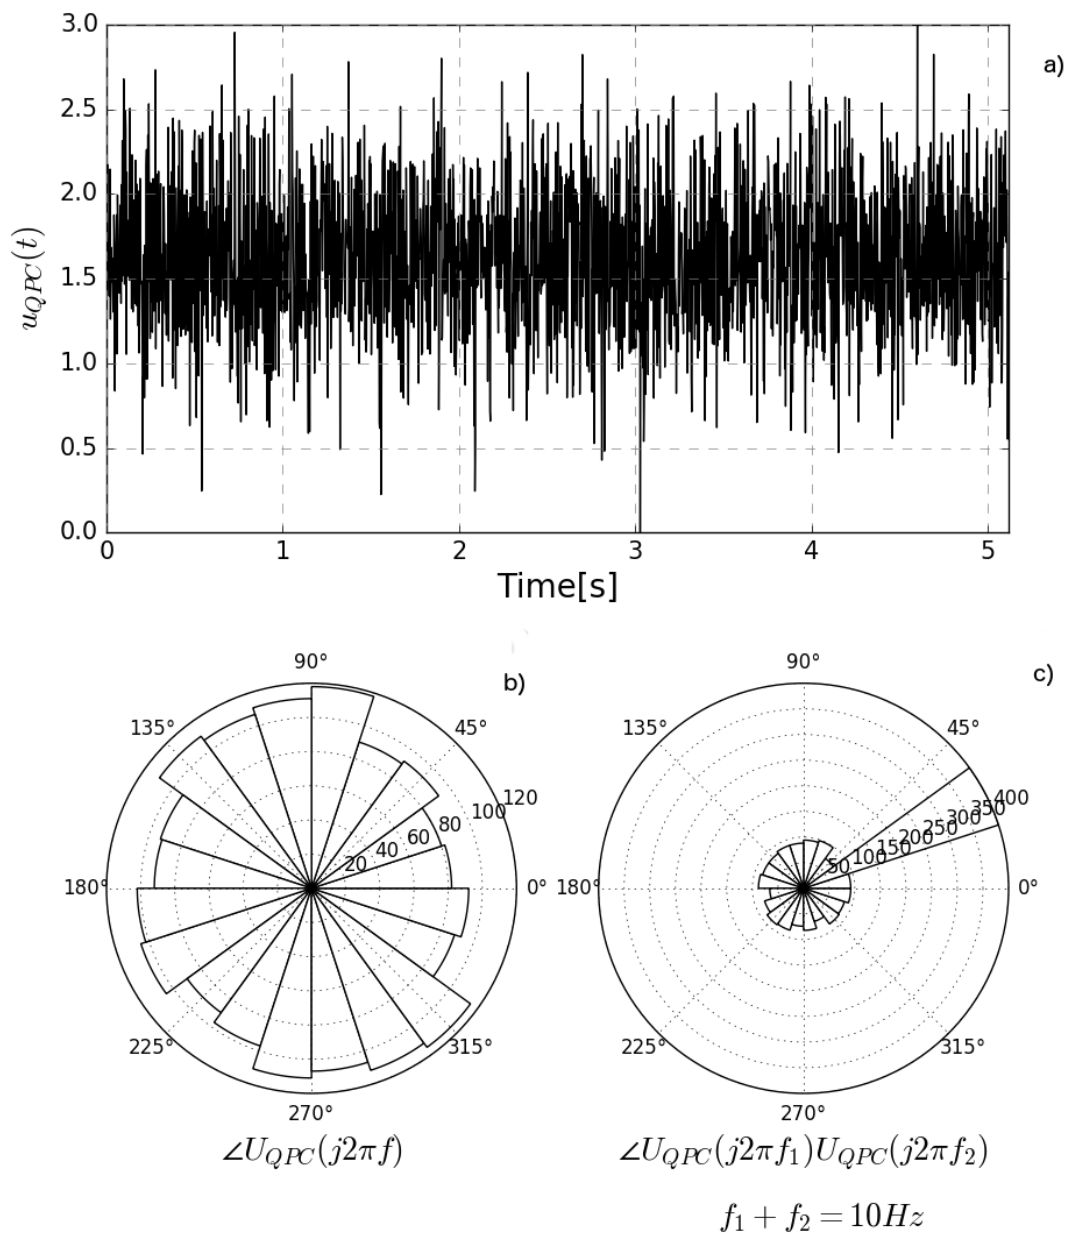 a)
3.0
2.5
2.0
1.5
1.0
0.5
0.0
u_{QPC}(t)
0 1 2 3 4 5
Time[s]
b)
90°
135° 45°
20 40 60 80 100 120
180° 0°
225° 315°
270°
∠U_{QPC}(j2πf)
c)
90°
135° 45°
50 100 150 200 250 300 350 400
180° 0°
225° 315°
270°
∠U_{QPC}(j2πf_1)U_{QPC}(j2πf_2)
f_1 + f_2 = 10Hz